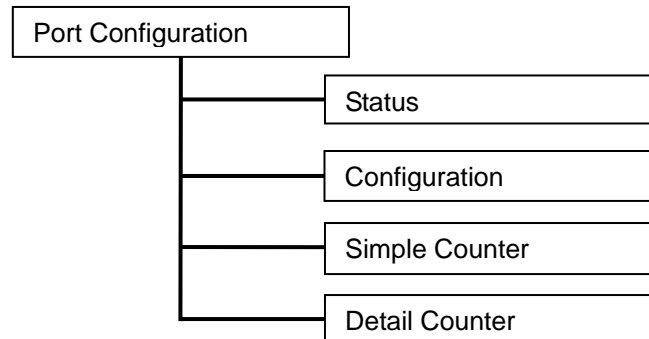 Port Configuration
Status
Configuration
Simple Counter
Detail Counter